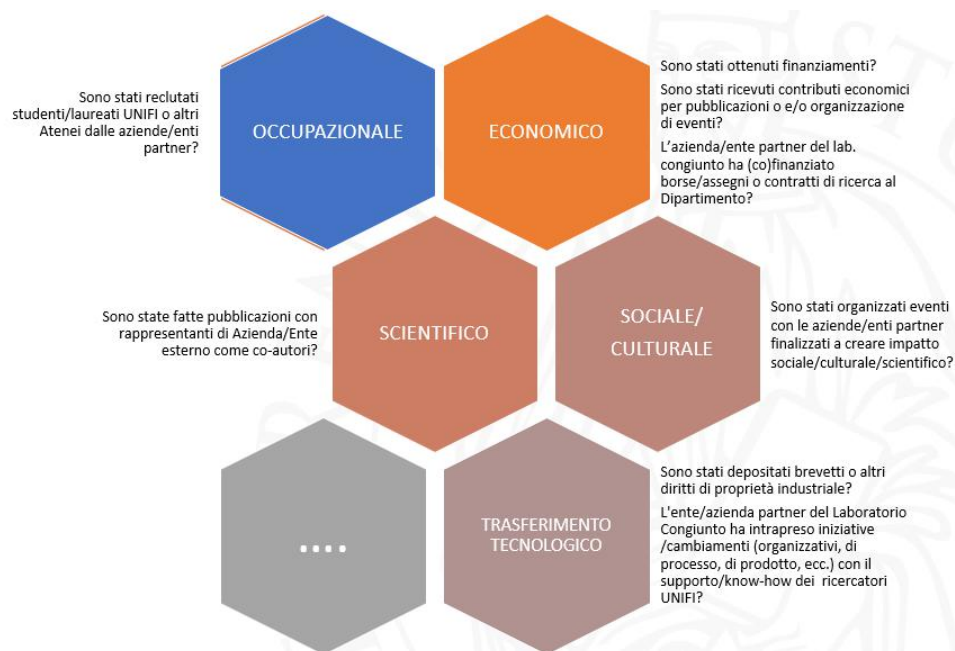 Sono stati reclutati
studenti/laureati UNIFI o altri
Atenei dalle aziende/enti
partner?
OCCUPAZIONALE
ECONOMICO
Sono stati ottenuti finanziamenti?
Sono stati ricevuti contributi economici
per pubblicazioni o e/o organizzazione
di eventi?
L'azienda/ente partner del lab.
congiunto ha (co)finanziato
borse/assegni o contratti di ricerca al
Dipartimento?
Sono state fatte pubblicazioni con
rappresentanti di Azienda/Ente
esterno come co-autori?
SCIENTIFICO
SOCIALE/
CULTURALE
Sono stati organizzati eventi
con le aziende/enti partner
finalizzati a creare impatto
sociale/culturale/scientifico?
....
TRASFERIMENTO
TECNOLOGICO
Sono stati depositati brevetti o altri
diritti di proprietà industriale?
L'ente/azienda partner del Laboratorio
Congiunto ha intrapreso iniziative
/cambiamenti (organizzativi, di
processo, di prodotto, ecc.) con il
supporto/know-how dei ricercatori
UNIFI?